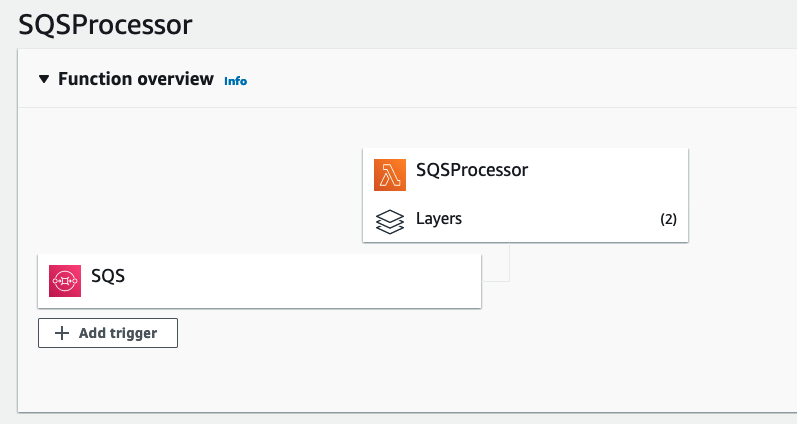 SQSProcessor
Function overview Info
SQSProcessor
Layers (2)
SQS
Add trigger